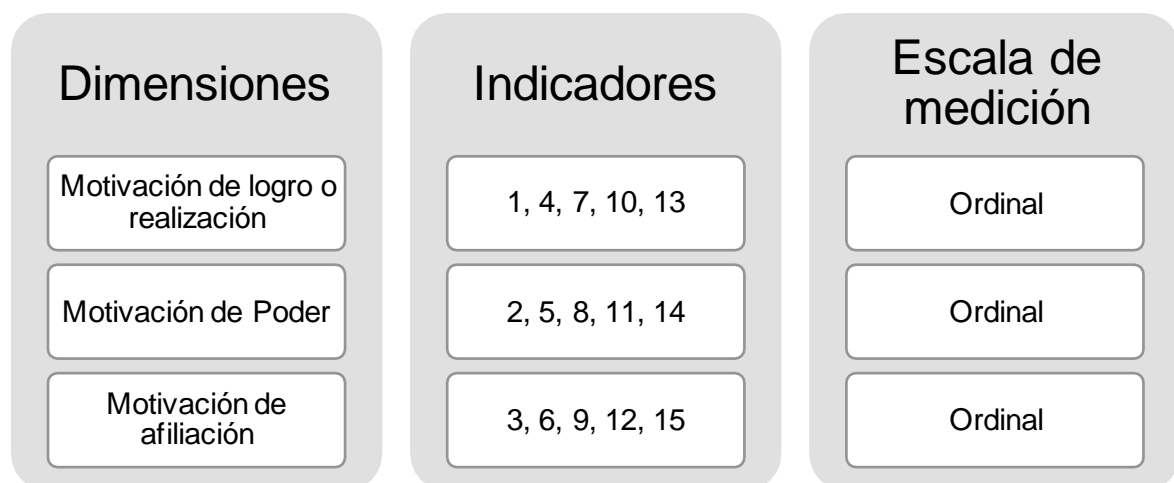 Dimensiones
Motivación de logro o
realización
Motivación de Poder
Motivación de
afiliación
Indicadores
1, 4, 7, 10, 13
2, 5, 8, 11, 14
3, 6, 9, 12, 15
Escala de
medición
Ordinal
Ordinal
Ordinal